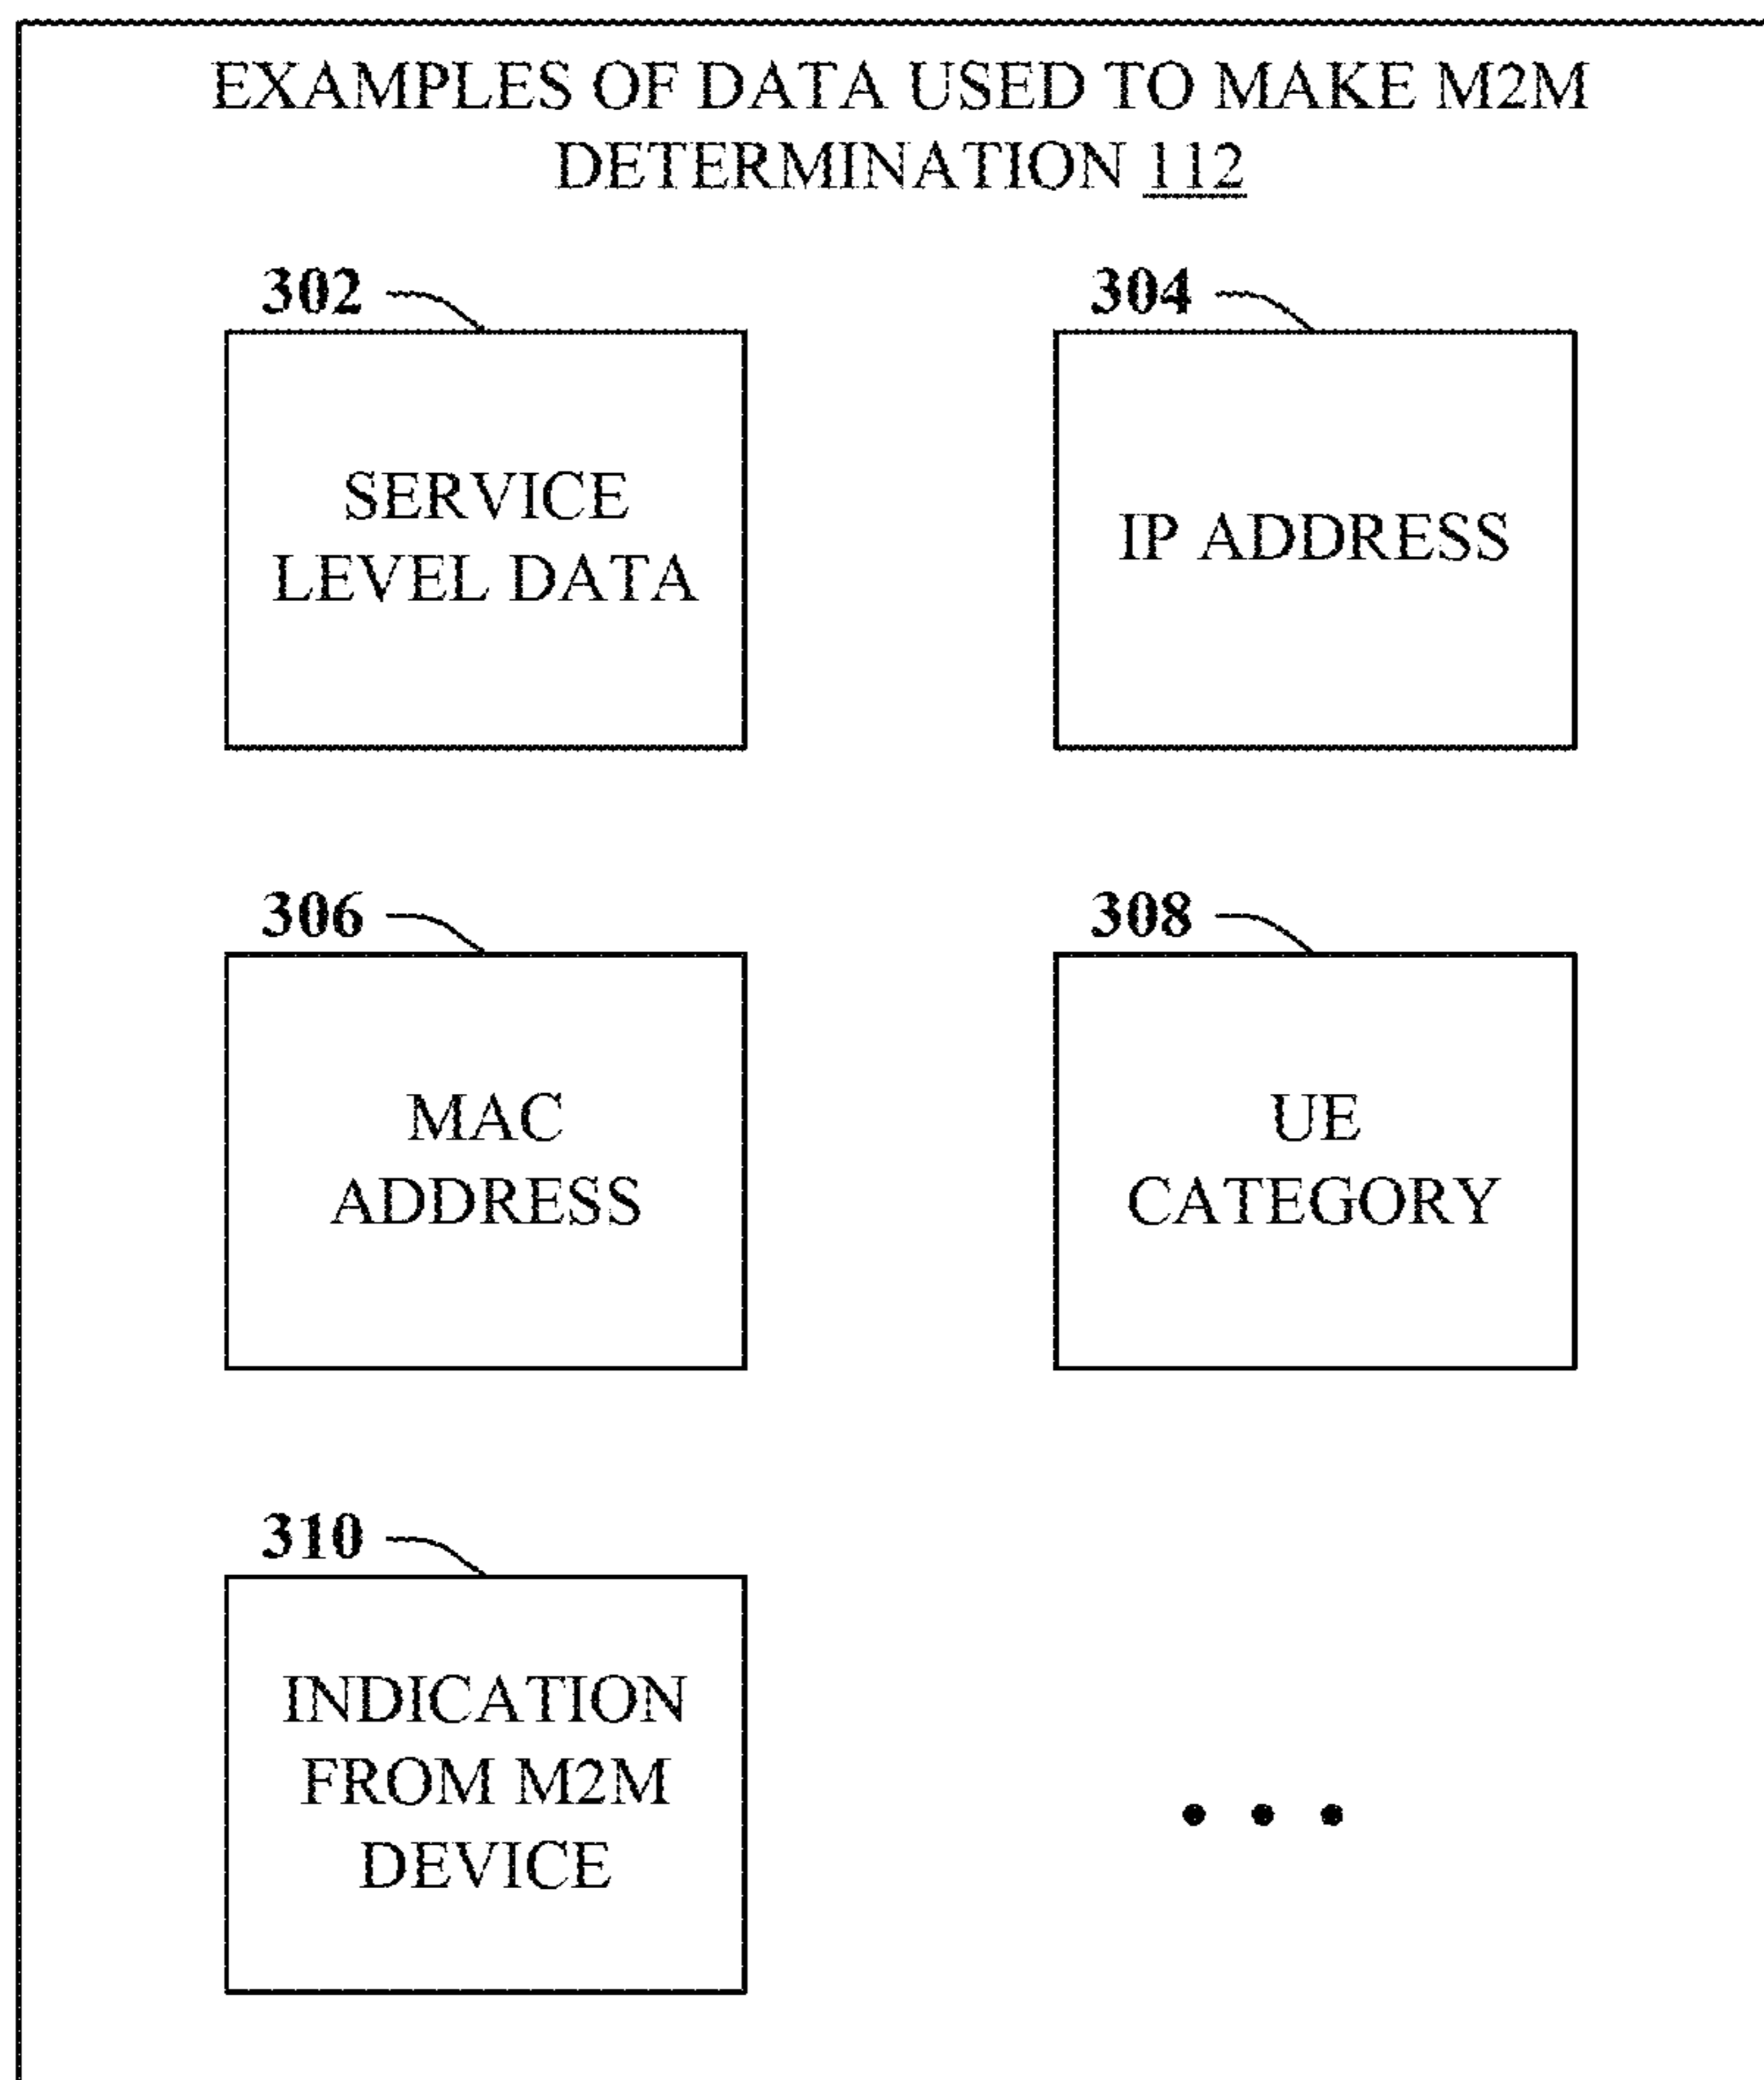 EXAMPLES OF DATA USED TO MAKE M2M
DETERMINATION 112
302
SERVICE
LEVEL DATA
304
IP ADDRESS
306
MAC
ADDRESS
308
UE
CATEGORY
310
INDICATION
FROM M2M
DEVICE
• • •